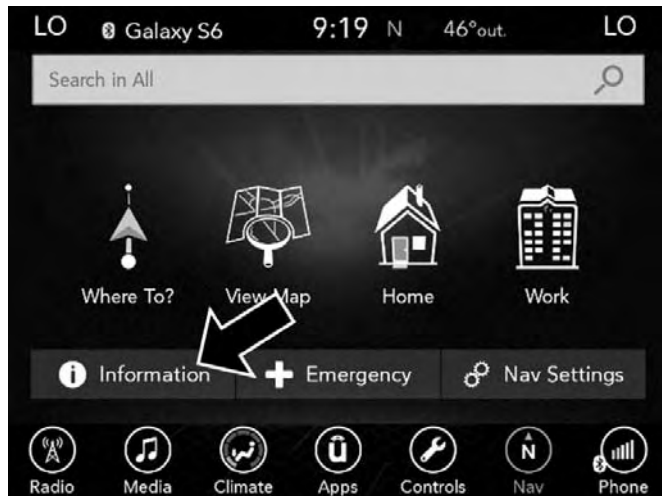 LO Galaxy S6 9:19 N 46°out. LO
Search in All
Where To? View Map Home Work
i Information Emergency Nav Settings
ü N
Radio Media Climate Apps Controls Nav Phone